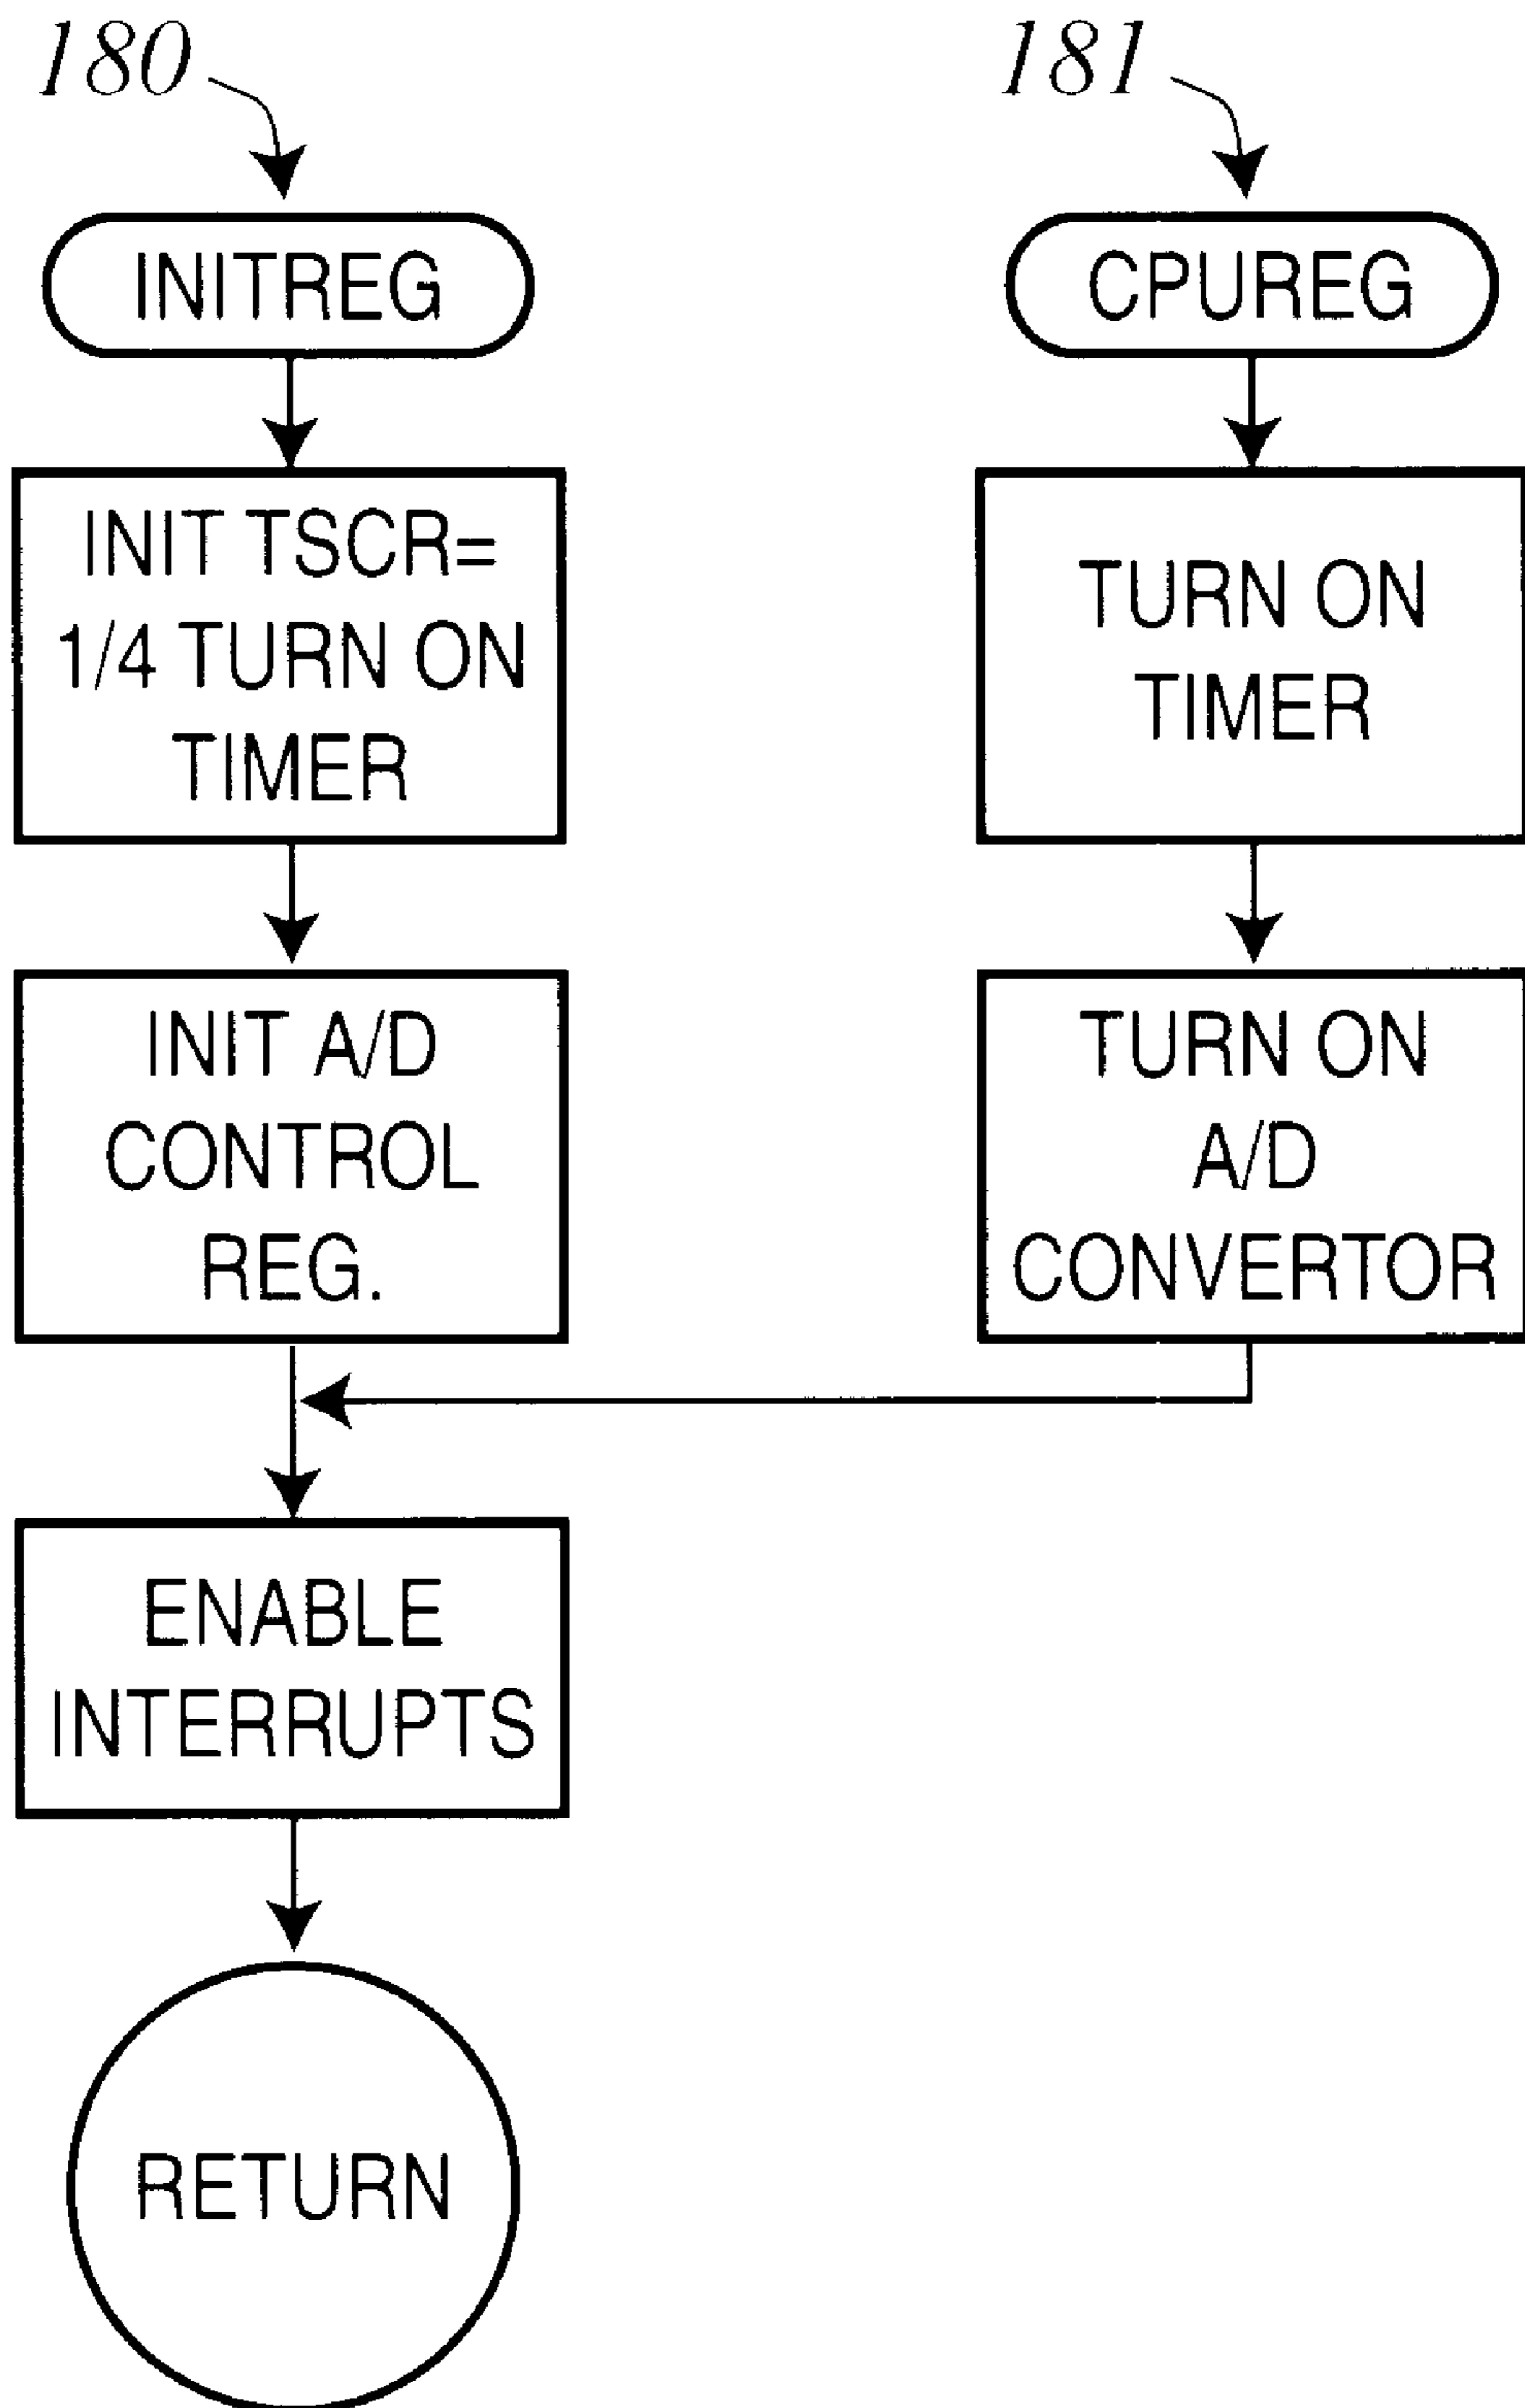 180
INITREG
INIT TSCR=
1/4 TURN ON
TIMER
INIT A/D
CONTROL
REG.
ENABLE
INTERRUPTS
RETURN
181
CPUREG
TURN ON
TIMER
TURN ON
A/D
CONVERTOR